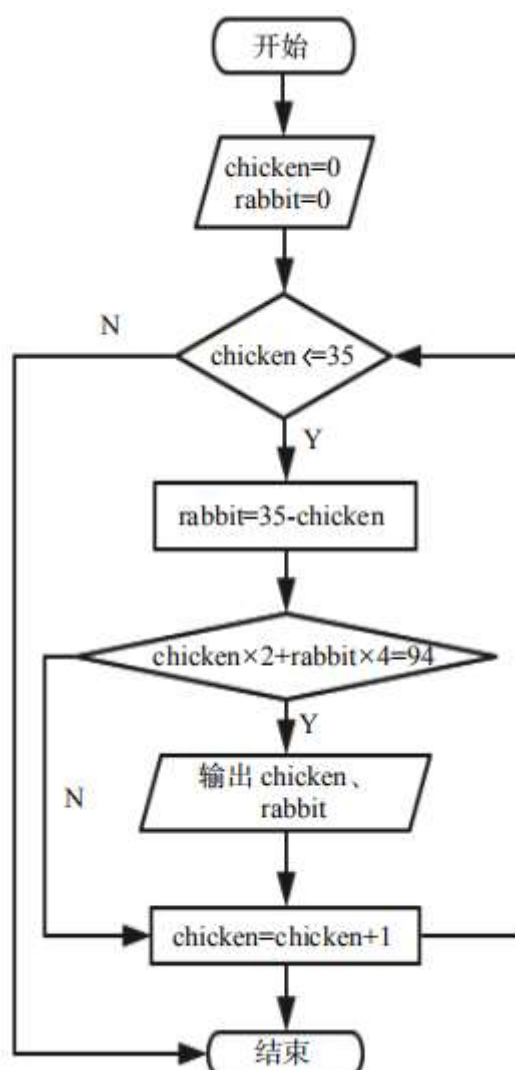 开始
chicken=0
rabbit=0
N
chicken <=35
Y
rabbit=35-chicken
chicken×2+rabbit×4=94
Y
输出 chicken、
rabbit
N
chicken=chicken+1
结束